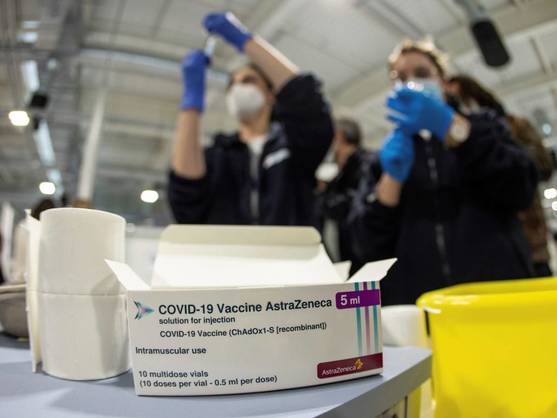 COVID-19 Vaccine AstraZeneca 5 ml
solution for injection
COVID-19 Vaccine (ChAdOx1-S [recombinant])
Intramuscular use
10 multidose vials
(10 doses per vial - 0.5 ml per dose)
AstraZeneca